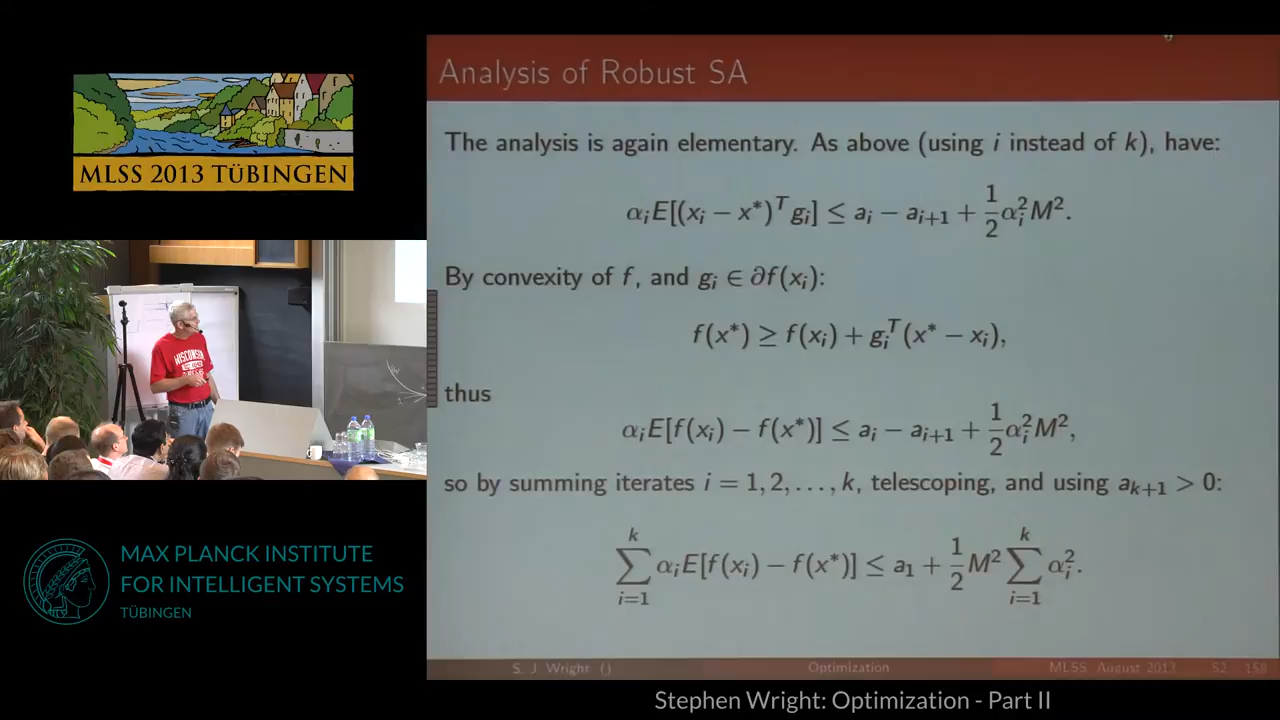 MLSS 2013 TÜBINGEN
WISCONSIN
MAX PLANCK INSTITUTE
FOR INTELLIGENT SYSTEMS
TÜBINGEN
Analysis of Robust SA
The analysis is again elementary. As above (using i instead of k), have:
α_i E[(x_i − x*)^T g_i] ≤ a_i − a_{i+1} + 1/2 α_i^2 M^2.
By convexity of f, and g_i ∈ ∂f(x_i):
f(x*) ≥ f(x_i) + g_i^T (x* − x_i),
thus
α_i E[f(x_i) − f(x*)] ≤ a_i − a_{i+1} + 1/2 α_i^2 M^2,
so by summing iterates i = 1, 2, . . . , k, telescoping, and using a_{k+1} > 0:
∑_{i=1}^{k} α_i E[f(x_i) − f(x*)] ≤ a_1 + 1/2 M^2 ∑_{i=1}^{k} α_i^2.
S. J. Wright () Optimization MLSS August 2013 52 158
Stephen Wright: Optimization - Part II